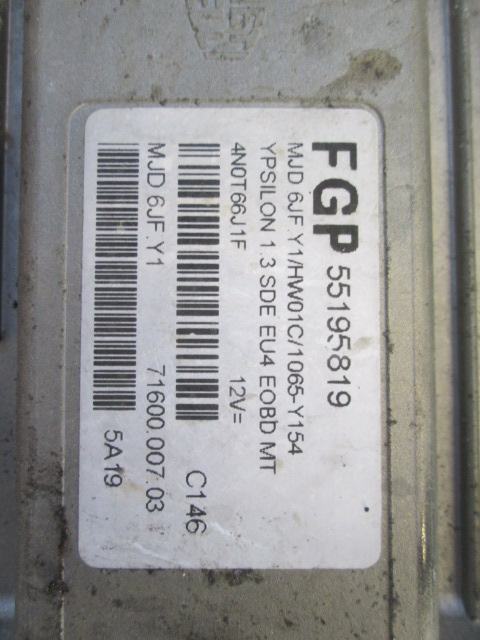 FGP 55195819
MJD 6JF.Y1/HW01C/1065-Y154
YPSILON 1.3 SDE EU4 EOBD MT
4N0T66J1F 12V=
C146
MJD 6JF.Y1 71600.007.03
5A19